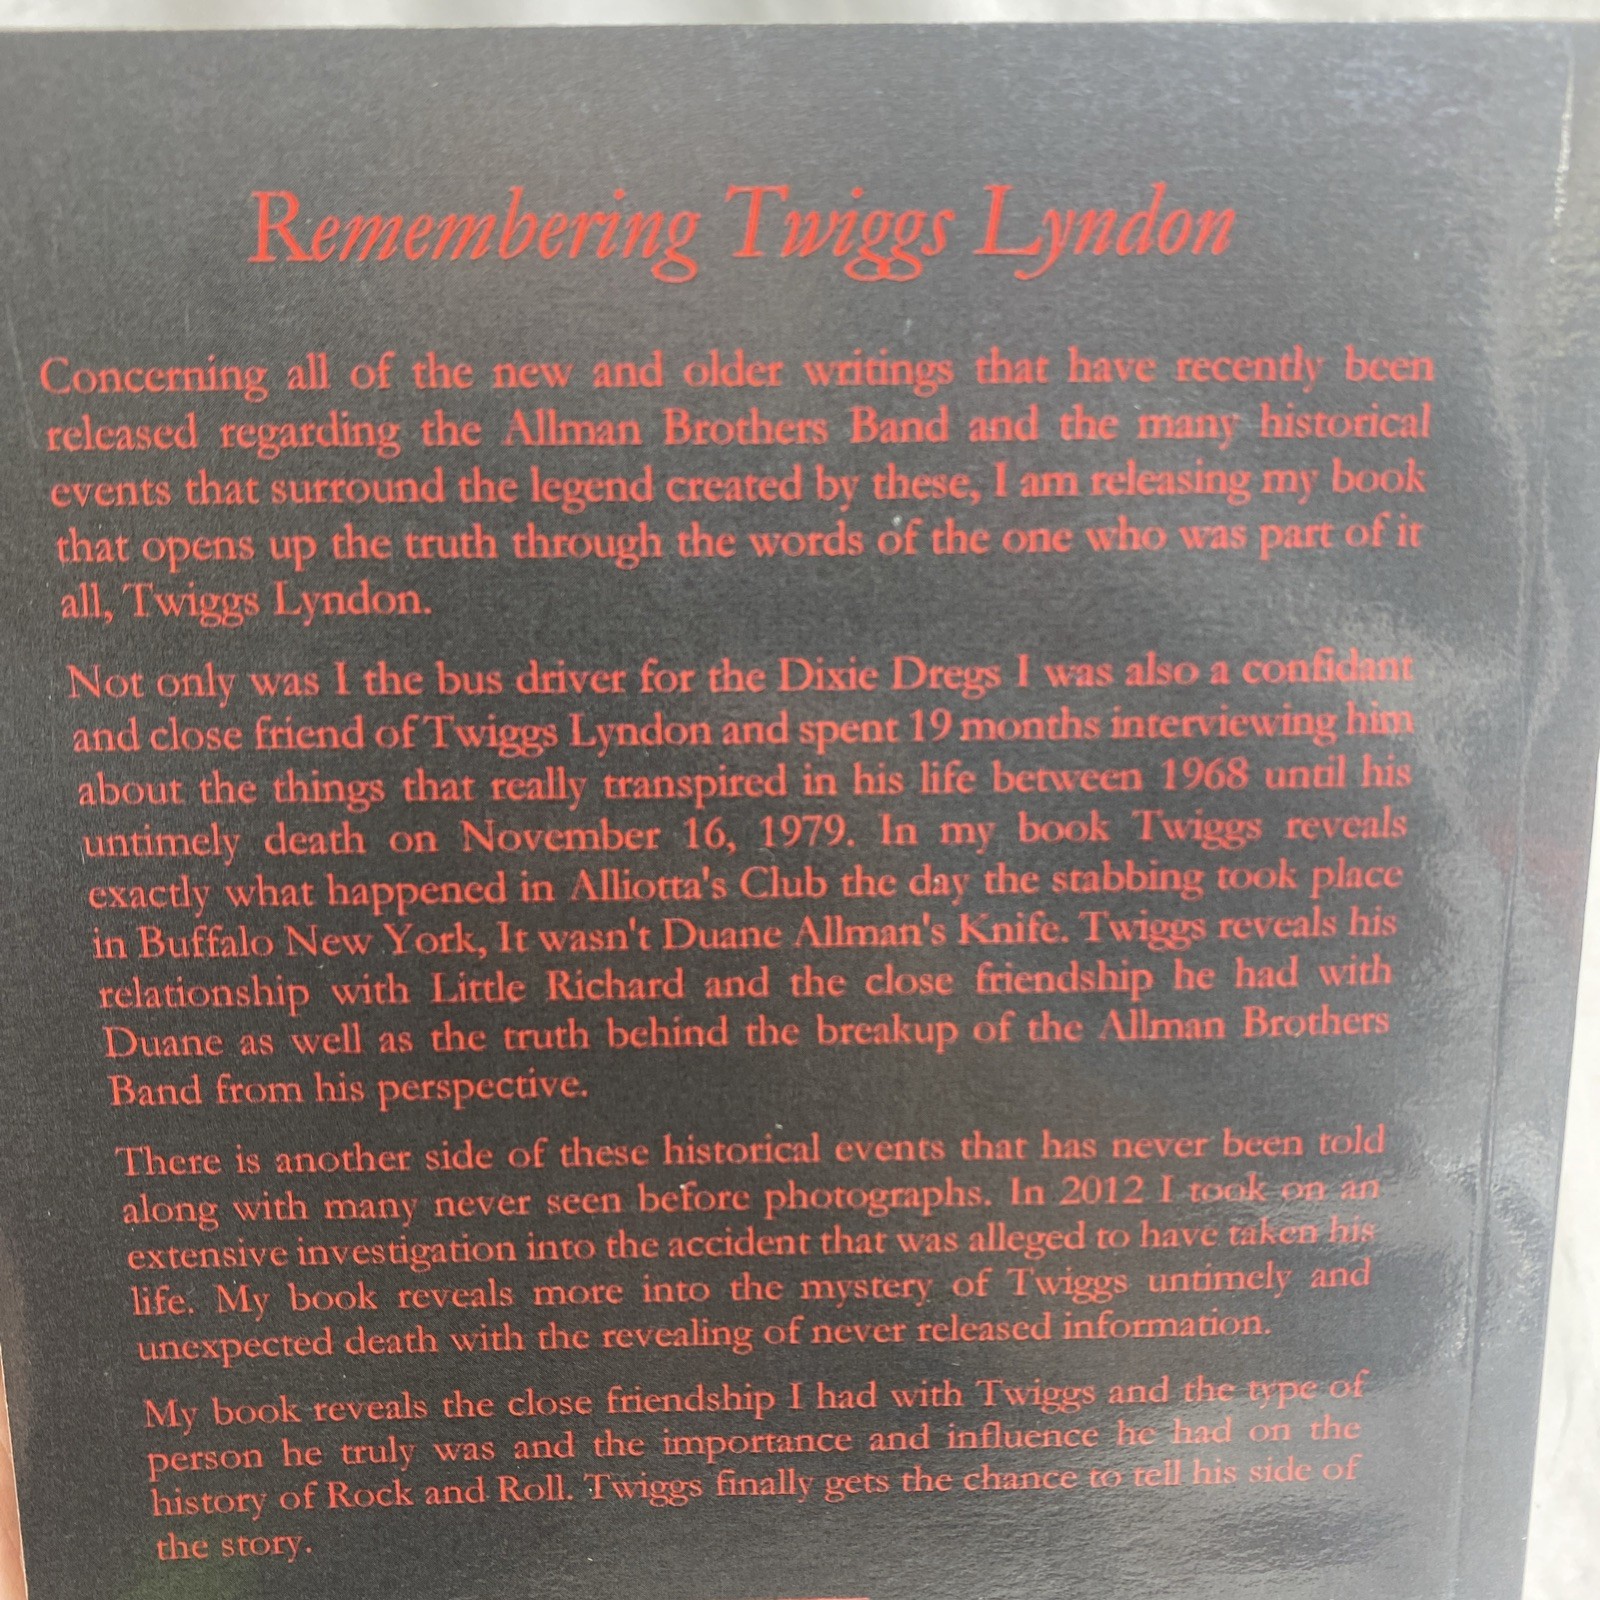 Remembering Twiggs Lyndon
Concerning all of the new and older writings that have recently been
released regarding the Allman Brothers Band and the many historical
events that surround the legend created by these, I am releasing my book
that opens up the truth through the words of the one who was part of it
all, Twiggs Lyndon.
Not only was I the bus driver for the Dixie Dregs I was also a confidant
and close friend of Twiggs Lyndon and spent 19 months interviewing him
about the things that really transpired in his life between 1968 until his
untimely death on November 16, 1979. In my book Twiggs reveals
exactly what happened in Alliotta's Club the day the stabbing took place
in Buffalo New York, It wasn't Duane Allman's Knife. Twiggs reveals his
relationship with Little Richard and the close friendship he had with
Duane as well as the truth behind the breakup of the Allman Brothers
Band from his perspective.
There is another side of these historical events that has never been told
along with many never seen before photographs. In 2012 I took on an
extensive investigation into the accident that was alleged to have taken his
life. My book reveals more into the mystery of Twiggs untimely and
unexpected death with the revealing of never released information.
My book reveals the close friendship I had with Twiggs and the type of
person he truly was and the importance and influence he had on the
history of Rock and Roll. Twiggs finally gets the chance to tell his side of
the story.